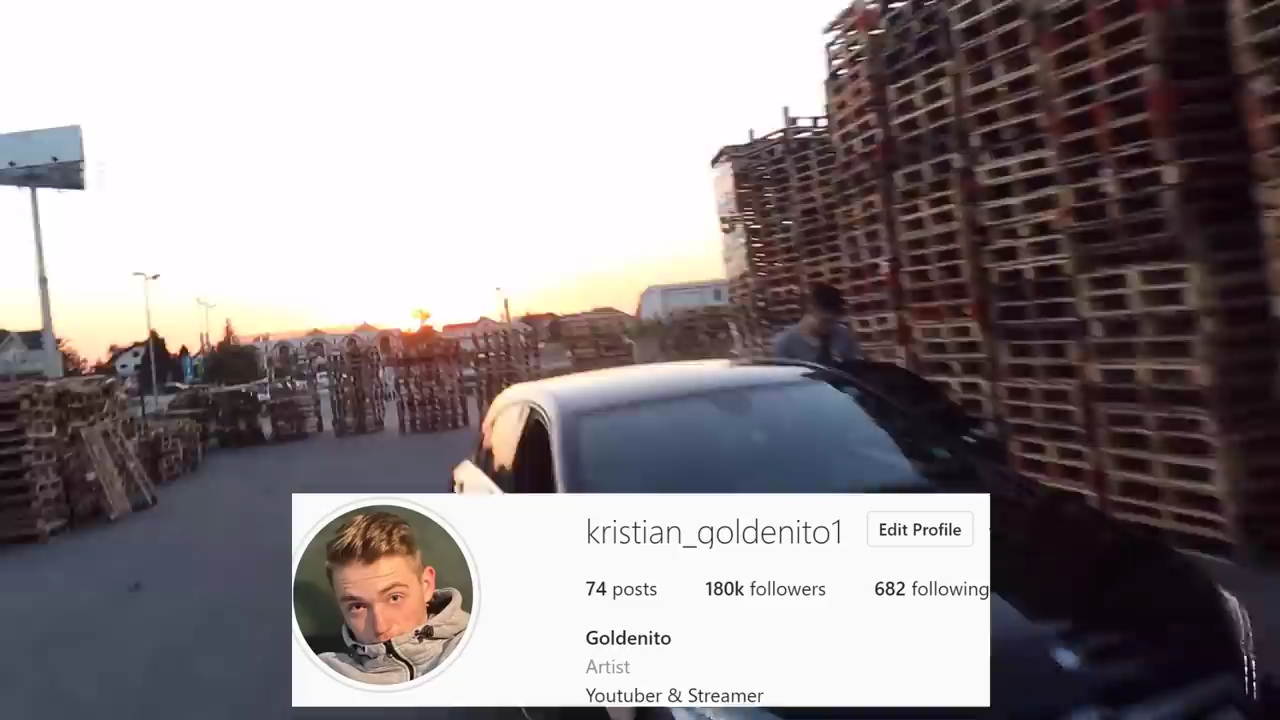 kristian_goldenito1 Edit Profile
74 posts 180k followers 682 following
Goldenito
Artist
Youtuber & Streamer